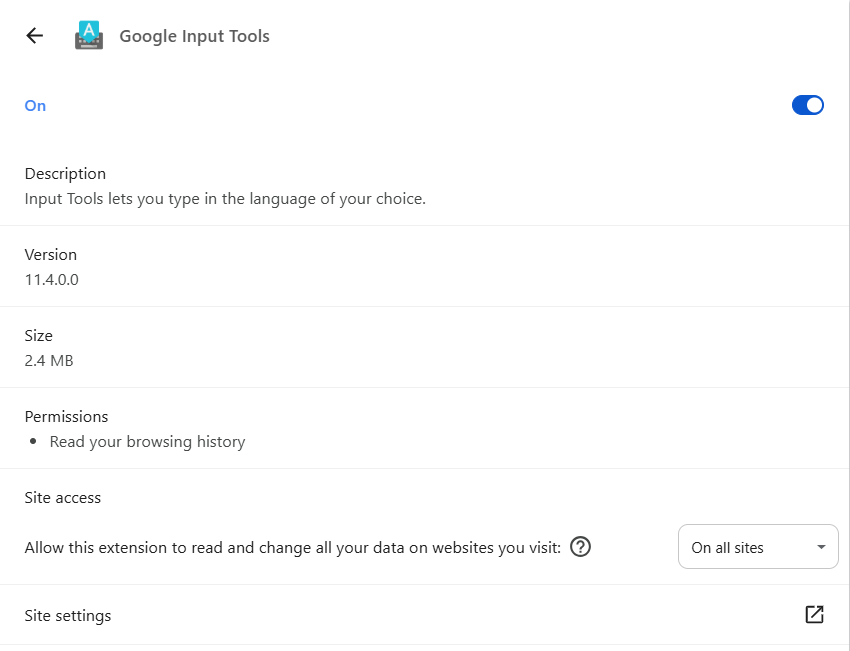 Google Input Tools
On
Description
Input Tools lets you type in the language of your choice.
Version
11.4.0.0
Size
2.4 MB
Permissions
• Read your browsing history
Site access
Allow this extension to read and change all your data on websites you visit: On all sites
Site settings